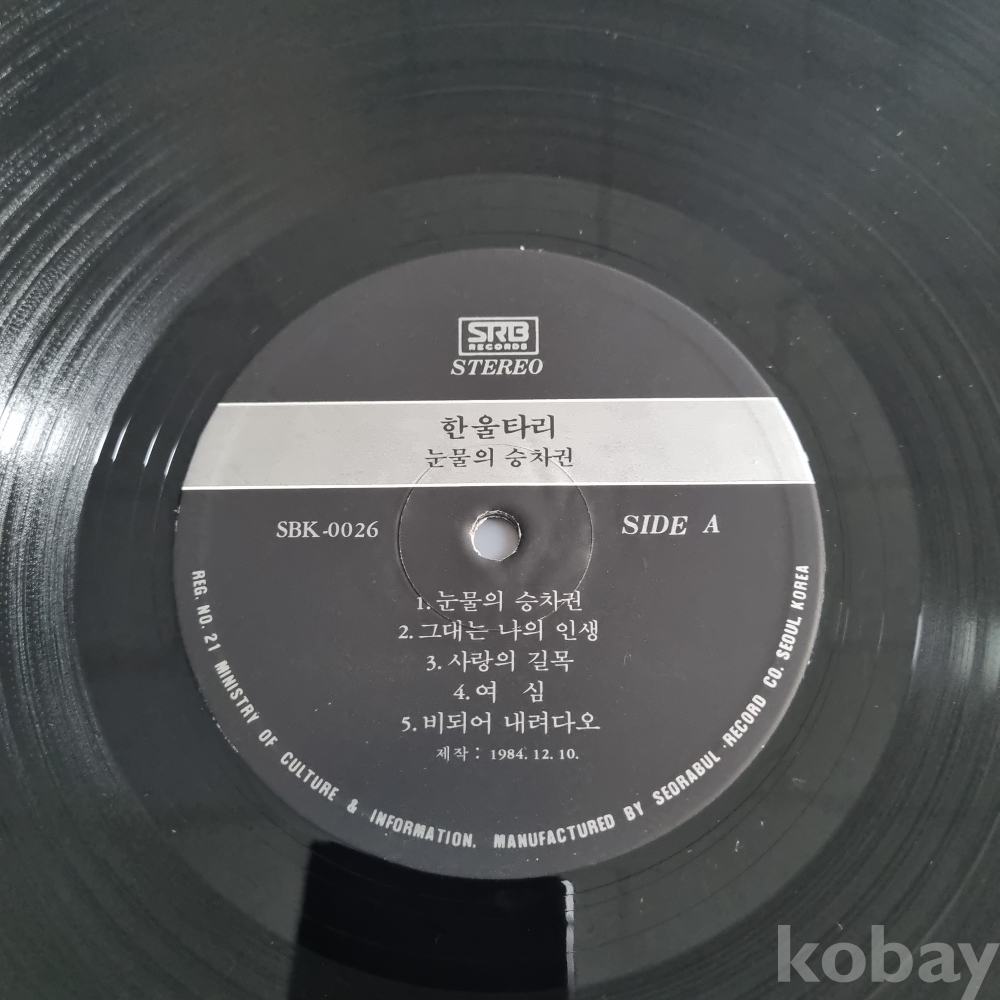 SRB
RECORDS
STEREO
한울타리
눈물의 승차권
SBK-0026
SIDE A
1. 눈물의 승차권
2. 그대는 나의 인생
3. 사랑의 길목
4. 여 심
5. 비되어 내려다오
제작 : 1984. 12. 10.
REG. NO. 21 MINISTRY OF CULTURE & INFORMATION. MANUFACTURED BY SEORABUL ·RECORD CO. SEOUL KOREA
kobay